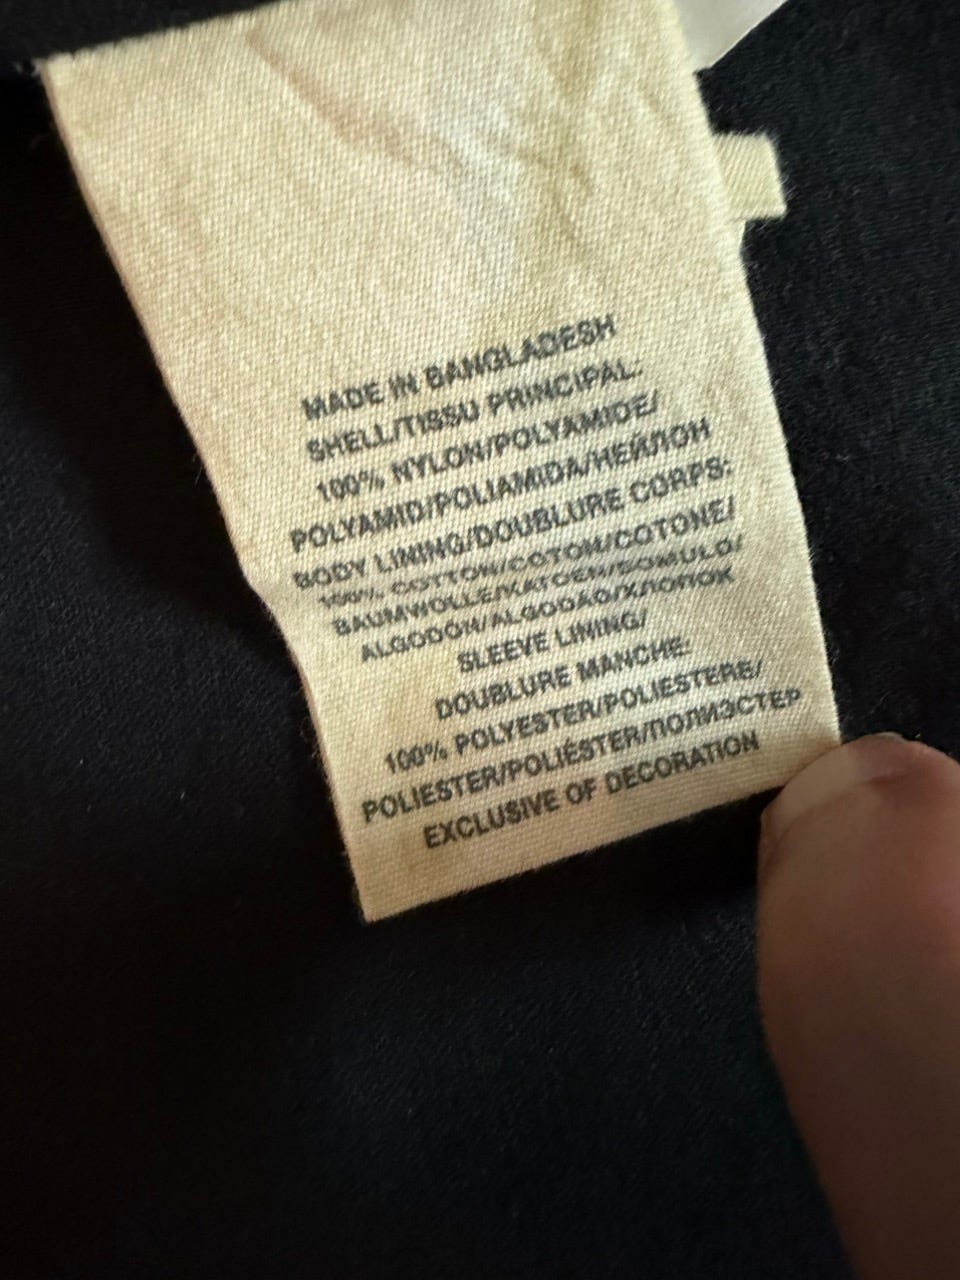 MADE IN BANGLADESH
SHELL/TISSU PRINCIPAL:
100% NYLON/POLYAMIDE/
POLYAMID/POLIAMIDA/НЕЙЛОН
BODY LINING/DOUBLURE CORPS:
100% COTTON/COTON/COTONE/
BAUMWOLLE/KATOEN/BOMULD/
ALGODON/ALGODÃO/ХЛОПОК
SLEEVE LINING/
DOUBLURE MANCHE:
100% POLYESTER/POLIESTERE/
POLIESTER/POLIÉSTER/ПОЛИЭСТЕР
EXCLUSIVE OF DECORATION